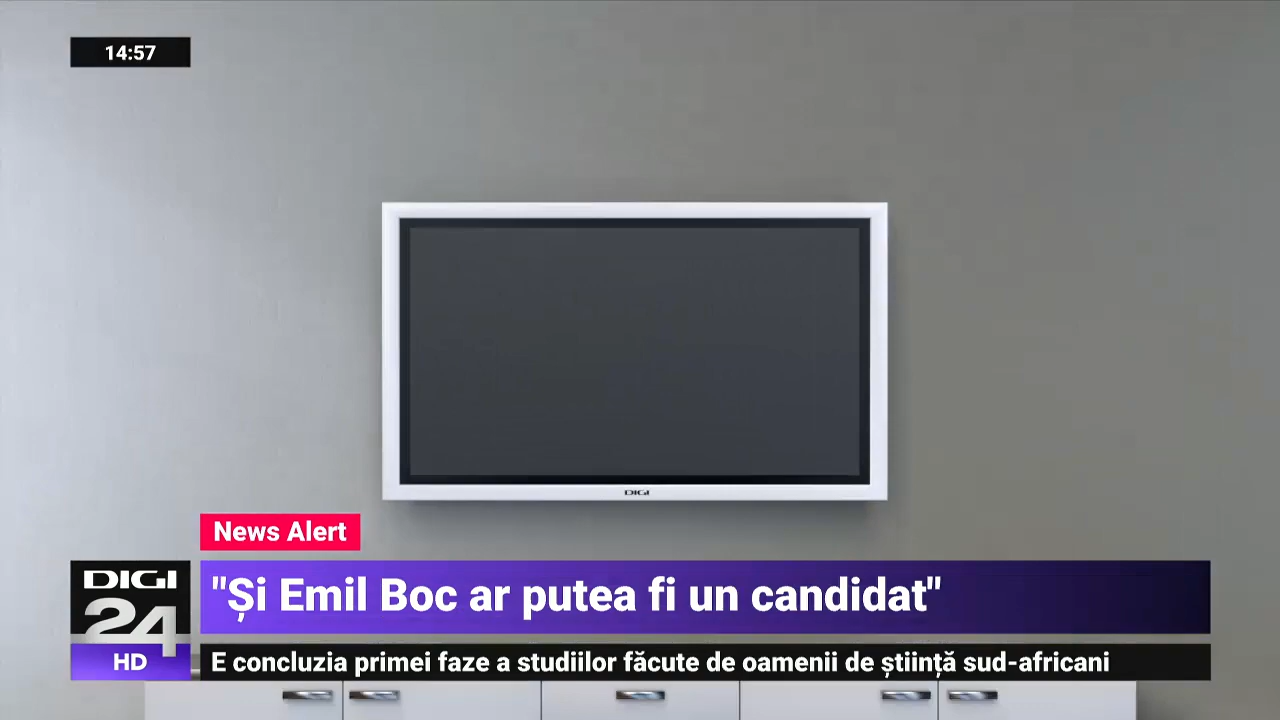 14:57
DIGI
News Alert
"Și Emil Boc ar putea fi un candidat"
DIGI
24
HD
E concluzia primei faze a studiilor făcute de oamenii de știință sud-africani